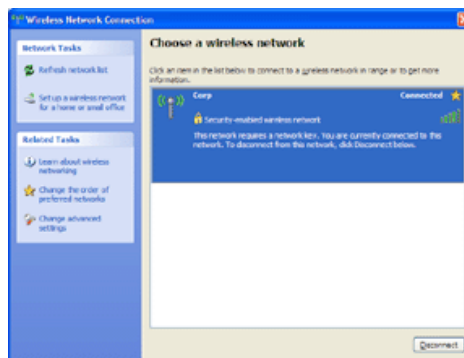 Wireless Network Connection
Network Tasks
Refresh network list
Set up a wireless network
for a home or small office
Related Tasks
Learn about wireless
networking
Change the order of
preferred networks
Change advanced
settings
Choose a wireless network
Click an item in the list below to connect to a wireless network in range or to get more
information.
Corp
Connected
Security-enabled wireless network
This network requires a network key. You are currently connected to this
network. To disconnect from this network, click Disconnect below.
Disconnect